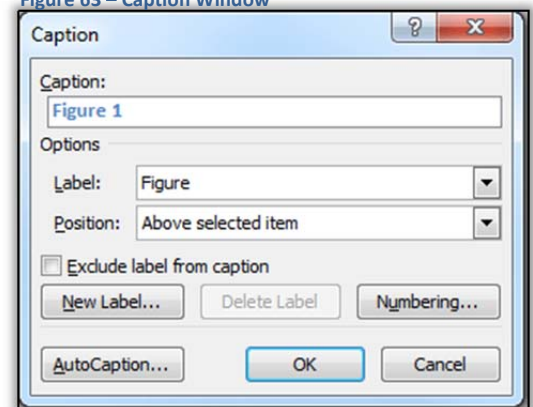 Figure 63 – Caption Window
Caption
Caption:
Figure 1
Options
Label: Figure
Position: Above selected item
Exclude label from caption
New Label... Delete Label Numbering...
AutoCaption... OK Cancel